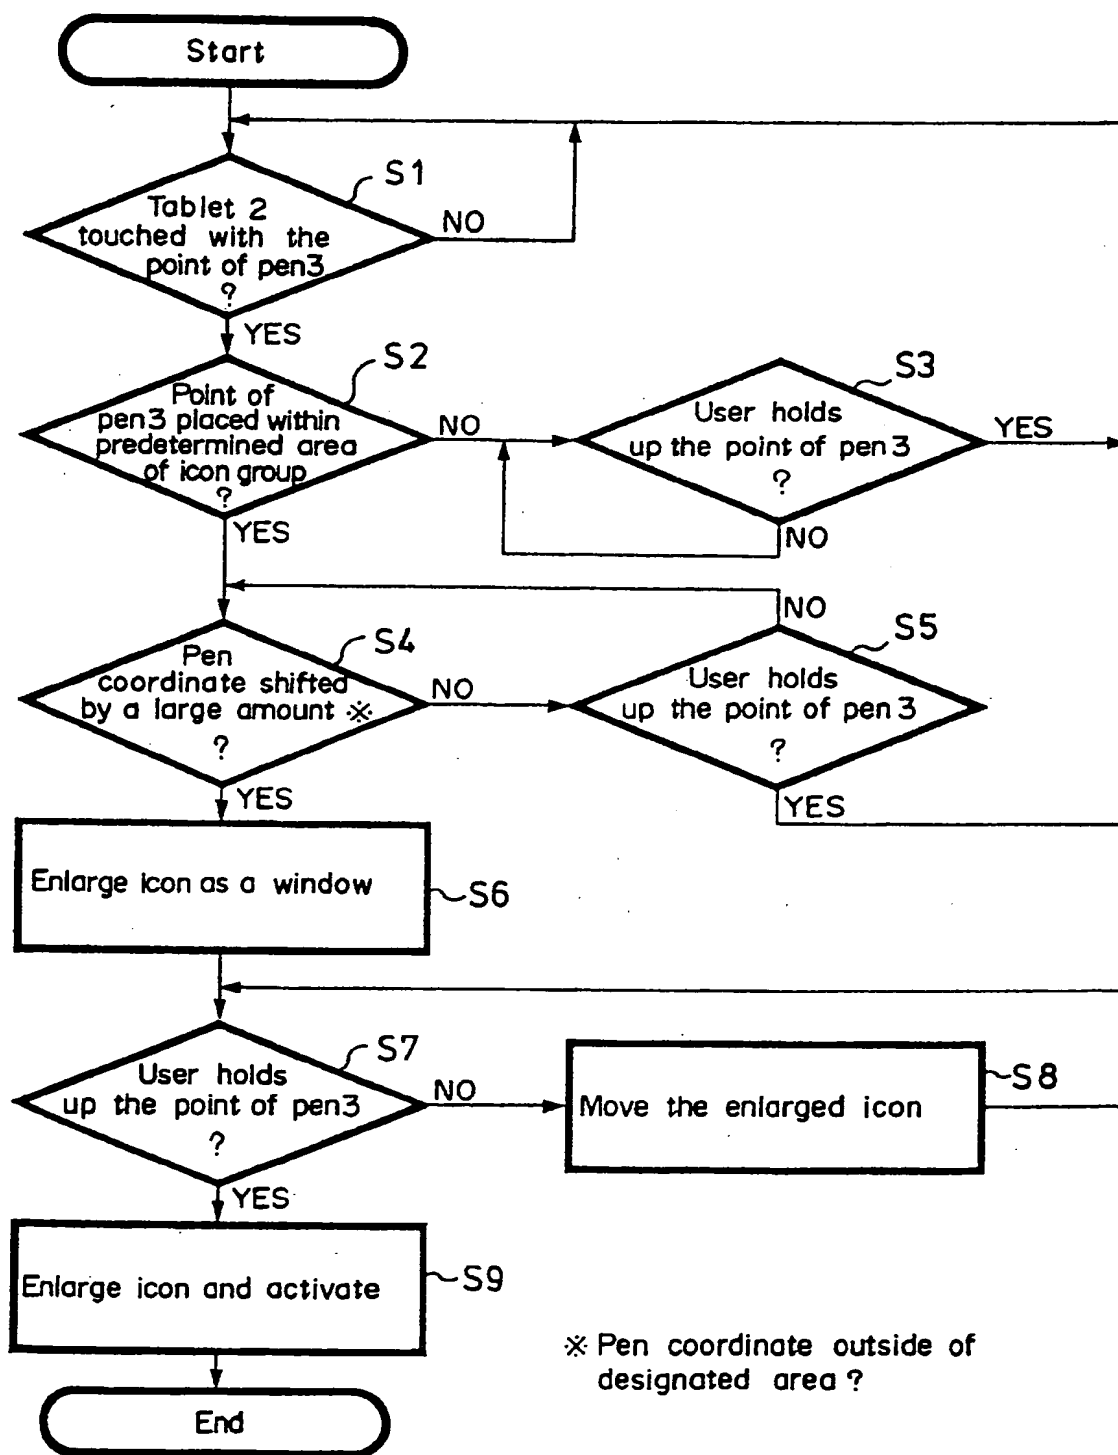 Start
S1
Tablet 2
touched with the
point of pen3
?
NO
YES
S2
Point of
pen3 placed within
predetermined area
of icon group
?
NO
YES
S3
User holds
up the point of pen 3
?
YES
NO
S4
Pen
coordinate shifted
by a large amount ※
?
NO
YES
NO
S5
User holds
up the point of pen 3
?
YES
Enlarge icon as a window
S6
S7
User holds
up the point of pen3
?
NO
YES
Move the enlarged icon
S8
Enlarge icon and activate
S9
※ Pen coordinate outside of
designated area ?
End